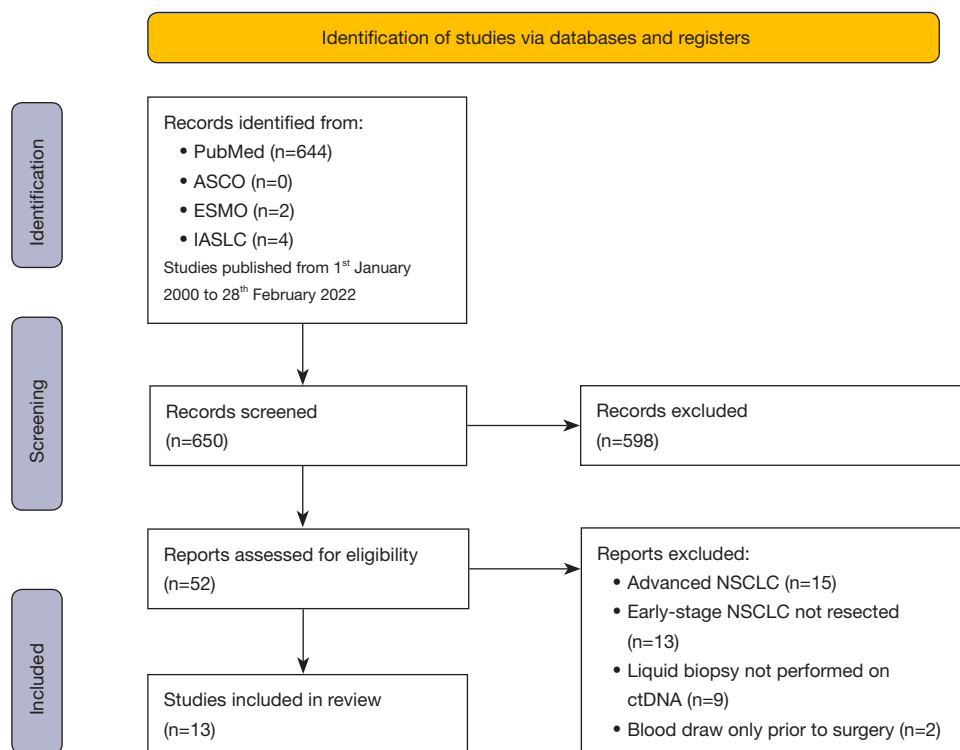 Identification of studies via databases and registers
Identification
Records identified from:
• PubMed (n=644)
• ASCO (n=0)
• ESMO (n=2)
• IASLC (n=4)
Studies published from 1st January
2000 to 28th February 2022
Screening
Records screened
(n=650)
Records excluded
(n=598)
Reports assessed for eligibility
(n=52)
Reports excluded:
• Advanced NSCLC (n=15)
• Early-stage NSCLC not resected
(n=13)
• Liquid biopsy not performed on
ctDNA (n=9)
• Blood draw only prior to surgery (n=2)
Included
Studies included in review
(n=13)